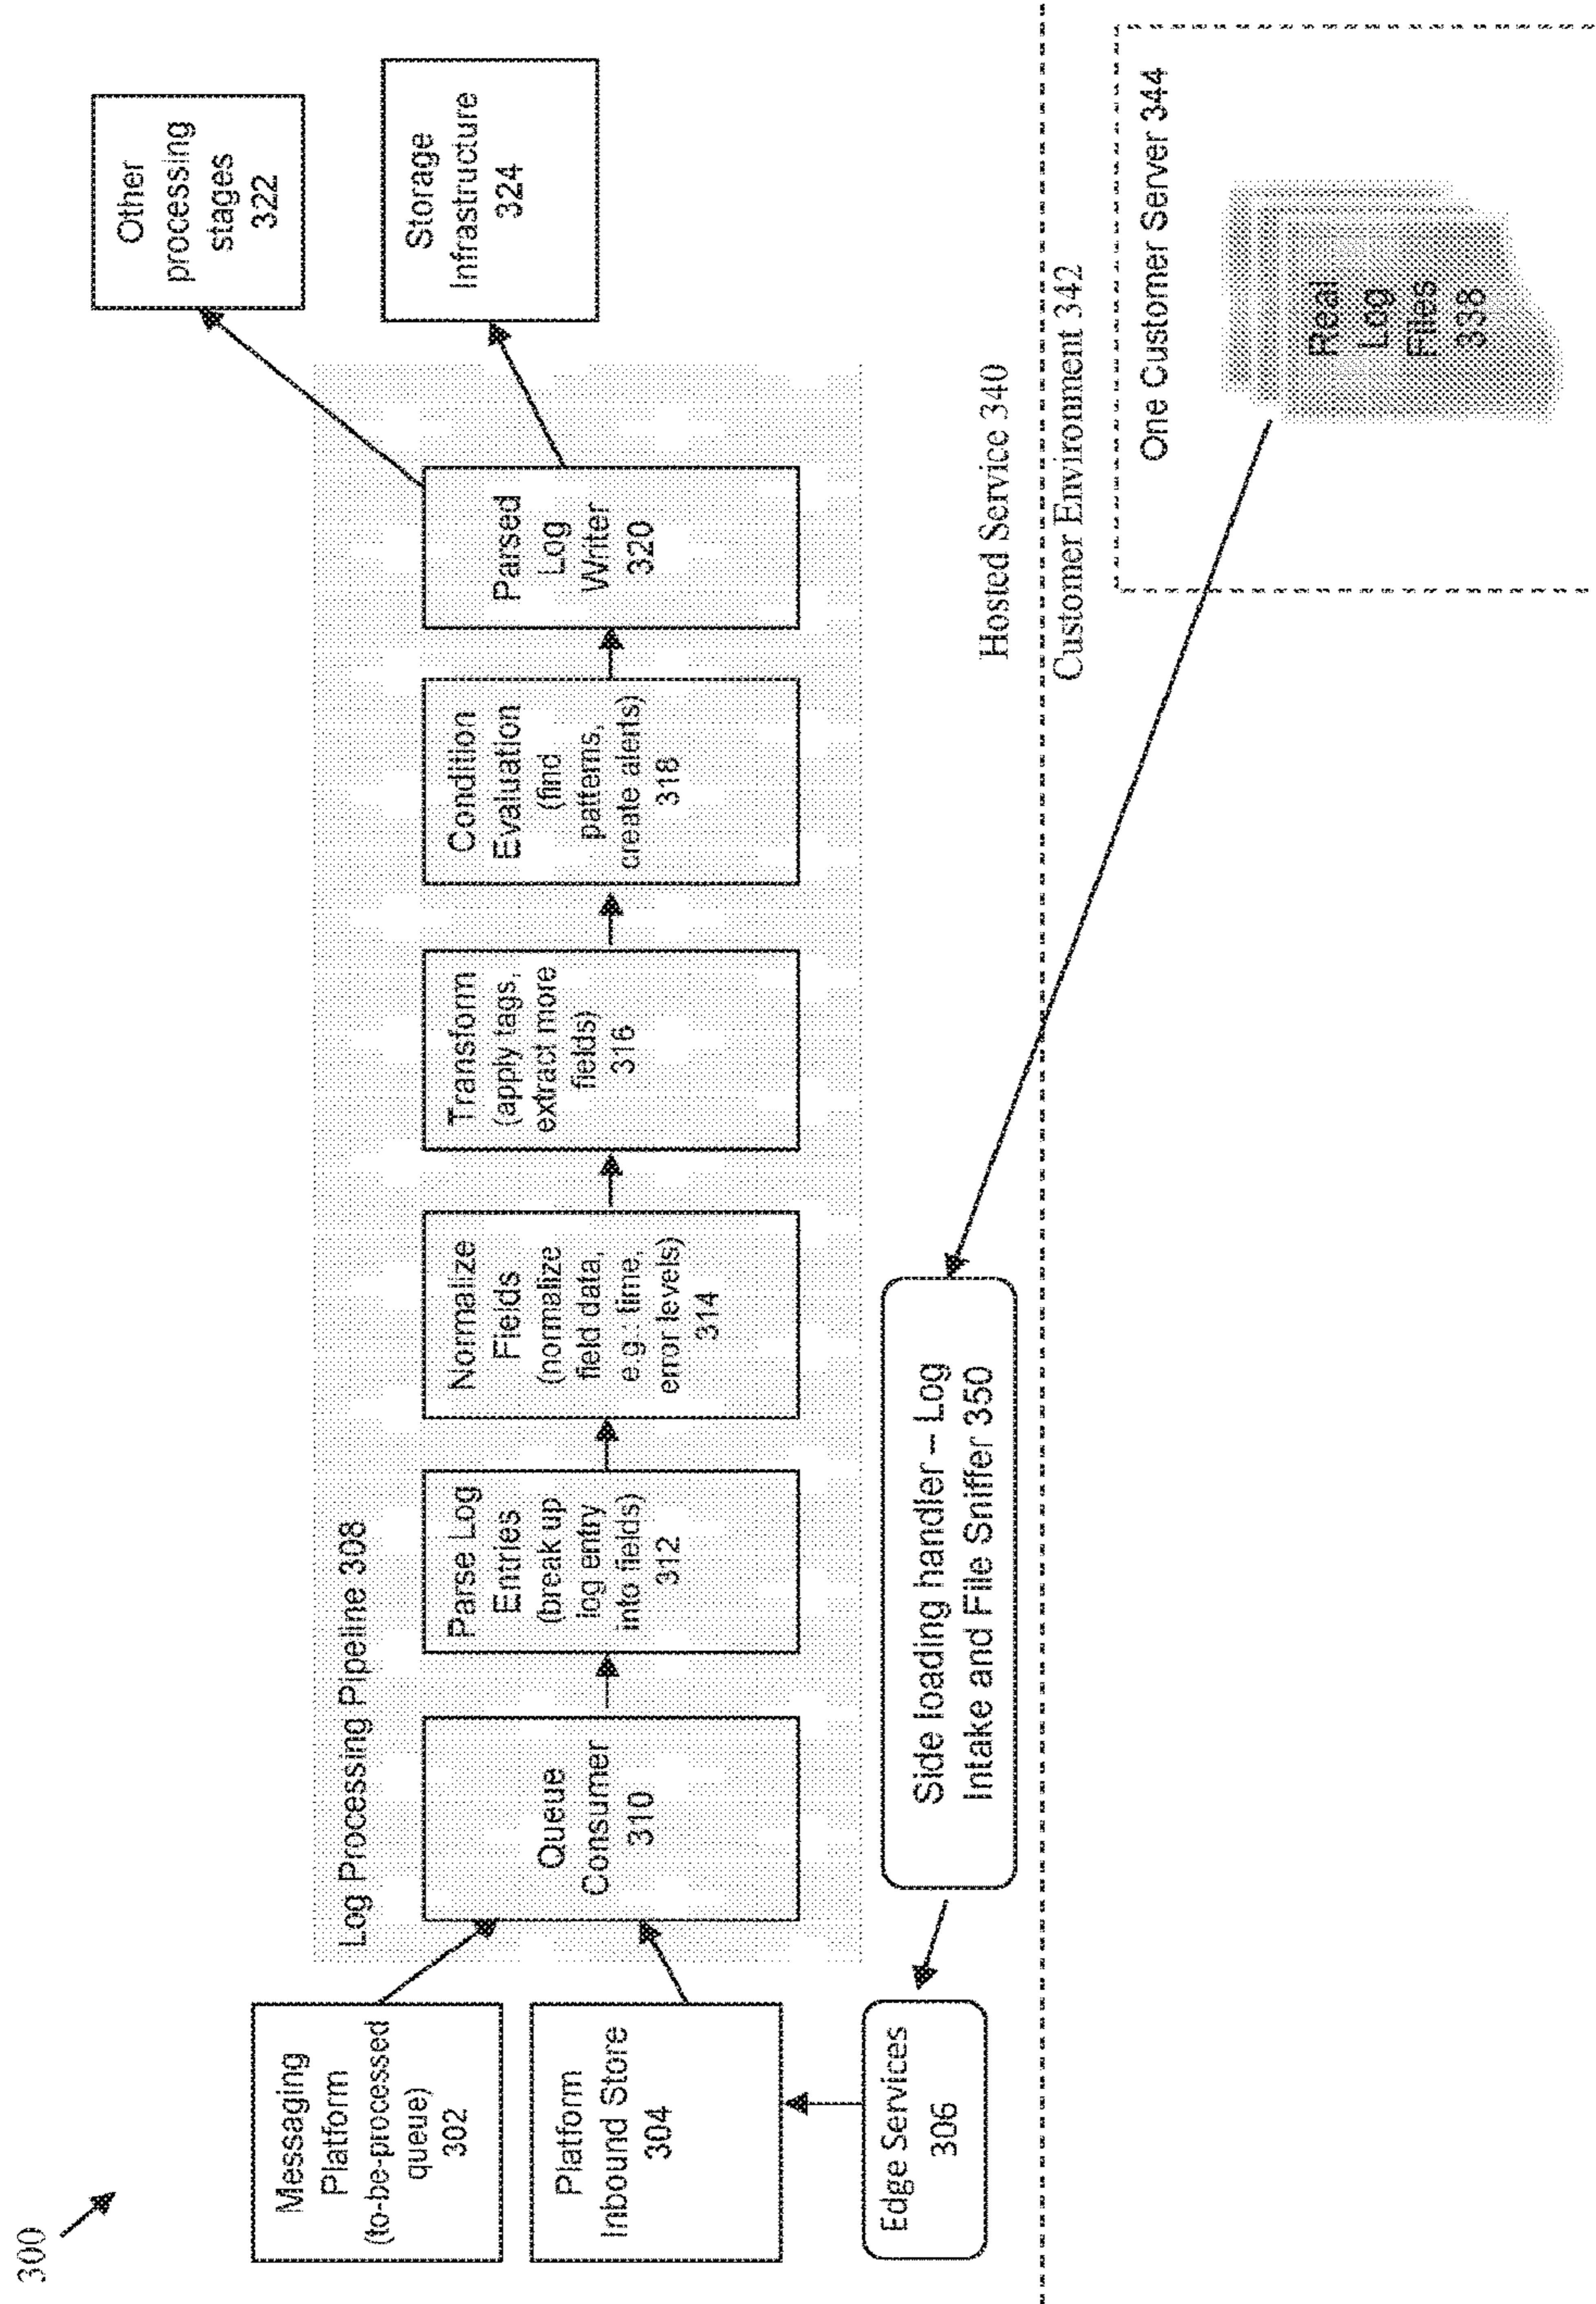 300
Messaging
Platform
(to-be-processed
queue)
302
Platform
Inbound Store
304
Edge Services
306
Log Processing Pipeline 308
Queue
Consumer
310
Parse Log
Entries
(break up
log entry
into fields)
312
Normalize
Fields
(normalize
field data,
e.g.: time,
error levels)
314
Transform
(apply tags,
extract more
fields)
316
Condition
Evaluation
(find
patterns,
create alerts)
318
Parsed
Log
Writer
320
Other
processing
stages
322
Storage
Infrastructure
324
Side loading handler – Log
Intake and File Sniffer 350
Hosted Service 340
Customer Environment 342
One Customer Server 344
Real
Log
Files
338